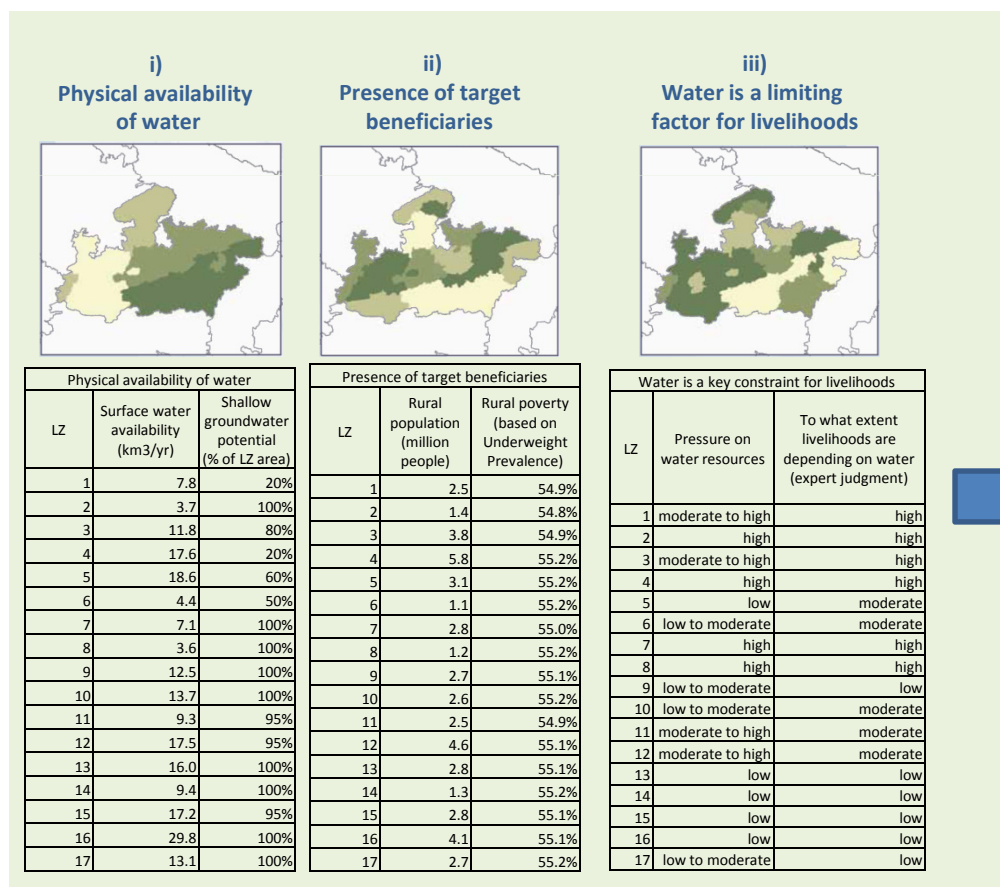 i)
Physical availability
of water
ii)
Presence of target
beneficiaries
iii)
Water is a limiting
factor for livelihoods
Physical availability of water
LZ
Surface water
availability
(km3/yr)
Shallow
groundwater
potential
(% of LZ area)
1 7.8 20%
2 3.7 100%
3 11.8 80%
4 17.6 20%
5 18.6 60%
6 4.4 50%
7 7.1 100%
8 3.6 100%
9 12.5 100%
10 13.7 100%
11 9.3 95%
12 17.5 95%
13 16.0 100%
14 9.4 100%
15 17.2 95%
16 29.8 100%
17 13.1 100%
Presence of target beneficiaries
LZ
Rural
population
(million
people)
Rural poverty
(based on
Underweight
Prevalence)
1 2.5 54.9%
2 1.4 54.8%
3 3.8 54.9%
4 5.8 55.2%
5 3.1 55.2%
6 1.1 55.2%
7 2.8 55.0%
8 1.2 55.2%
9 2.7 55.1%
10 2.6 55.2%
11 2.5 54.9%
12 4.6 55.1%
13 2.8 55.1%
14 1.3 55.2%
15 2.8 55.1%
16 4.1 55.1%
17 2.7 55.2%
Water is a key constraint for livelihoods
LZ
Pressure on
water resources
To what extent
livelihoods are
depending on water
(expert judgment)
1 moderate to high high
2 high high
3 moderate to high high
4 high high
5 low moderate
6 low to moderate moderate
7 high high
8 high high
9 low to moderate low
10 low to moderate moderate
11 moderate to high moderate
12 moderate to high moderate
13 low low
14 low low
15 low low
16 low low
17 low to moderate low